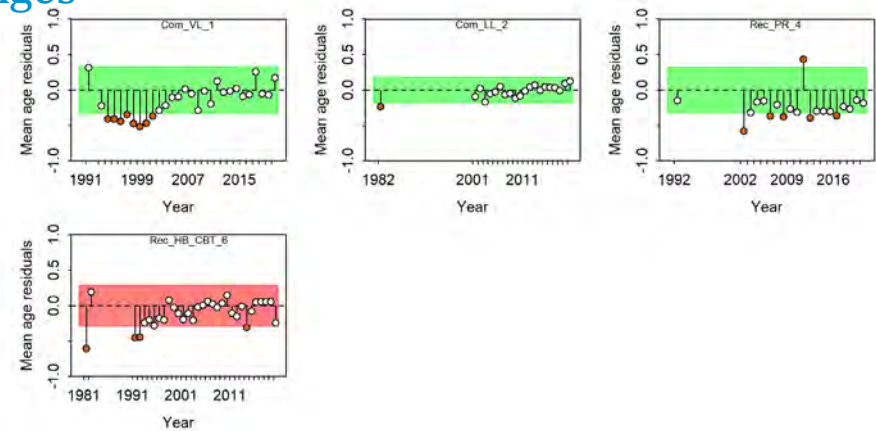 ages
Com_VL_1
Mean age residuals
1.0
0.5
0.0
-1.0
1991 1999 2007 2015
Year
Com_LL_2
Mean age residuals
1.0
0.5
0.0
-1.0
1982 2001 2011
Year
Rec_PR_4
Mean age residuals
1.0
0.5
0.0
-1.0
1992 2002 2009 2016
Year
Rec_HB_CBT_6
Mean age residuals
1.0
0.5
0.0
-1.0
1981 1991 2001 2011
Year